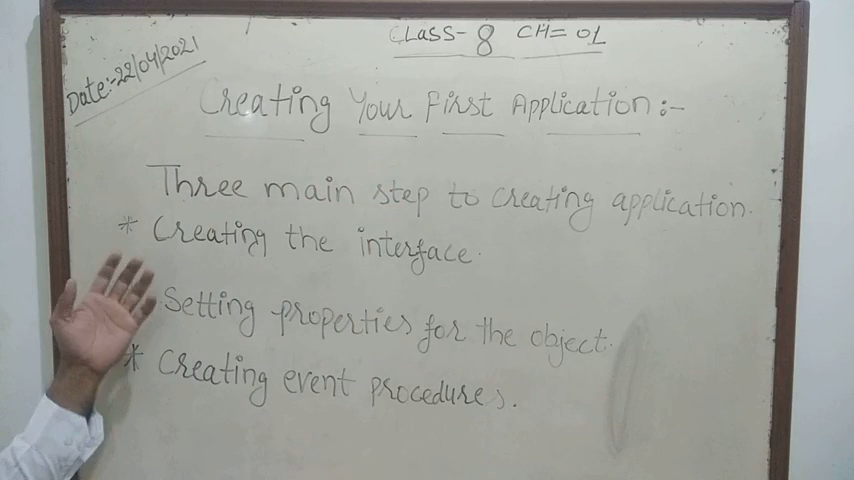 CLASS- 8 CH= 01
Date:-22/04/2021
Creating Your First Application:-
Three main step to creating application.
* Creating the interface.
Setting properties for the object.
* Creating event procedures.